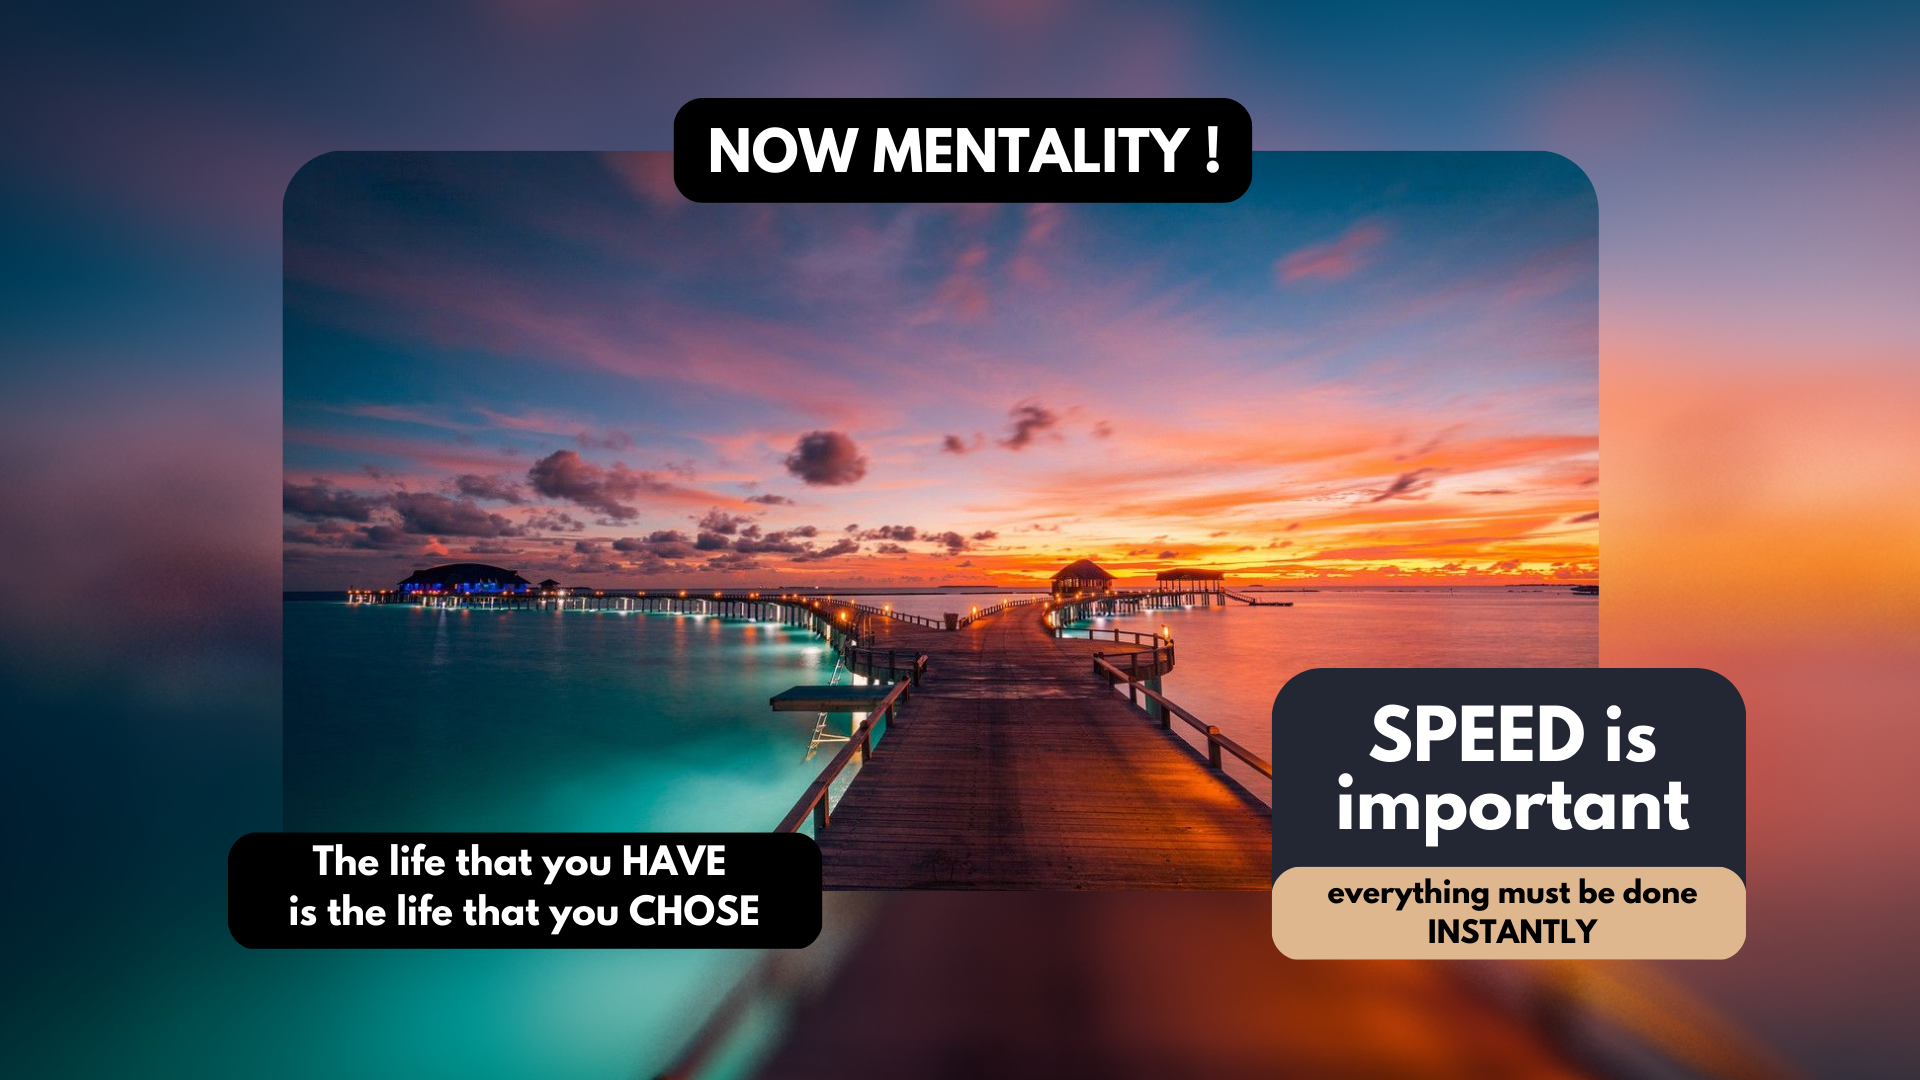 NOW MENTALITY !
The life that you HAVE
is the life that you CHOSE
SPEED is
important
everything must be done
INSTANTLY